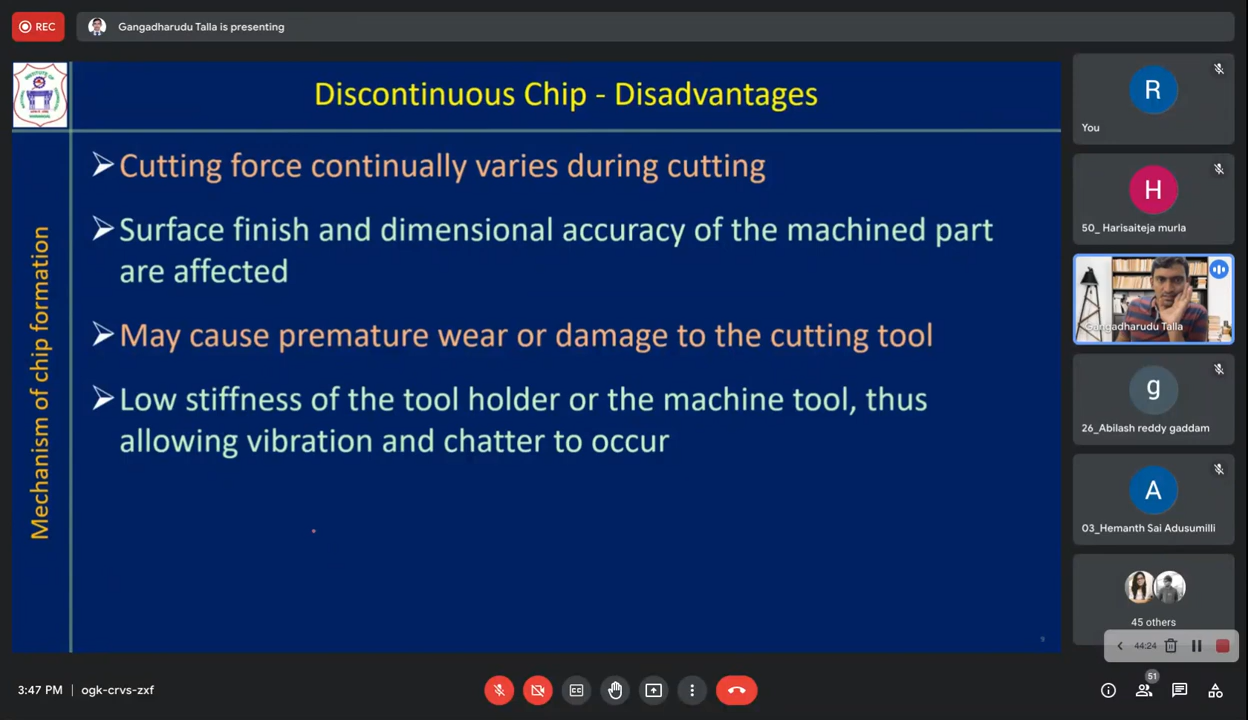 REC
Gangadharudu Talla is presenting
Discontinuous Chip - Disadvantages
Mechanism of chip formation
➢Cutting force continually varies during cutting
➢Surface finish and dimensional accuracy of the machined part
are affected
➢May cause premature wear or damage to the cutting tool
➢Low stiffness of the tool holder or the machine tool, thus
allowing vibration and chatter to occur
R
You
H
50_ Harisaiteja murla
Gangadharudu Talla
g
26_Abilash reddy gaddam
A
03_Hemanth Sai Adusumilli
45 others
44:24
3:47 PM | ogk-crvs-zxf
CC
51